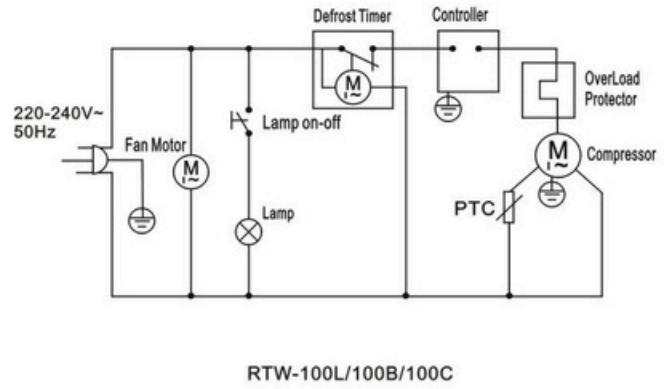 Defrost Timer
Controller
M
~
OverLoad
Protector
220-240V~
50Hz
Lamp on-off
Fan Motor
M
~
M
~
Compressor
PTC
Lamp
RTW-100L/100B/100C